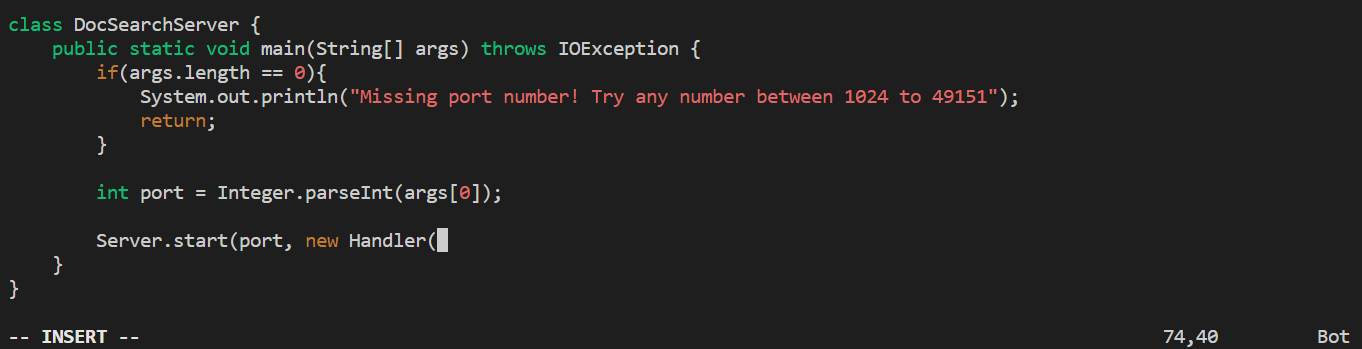 class DocSearchServer {
    public static void main(String[] args) throws IOException {
        if(args.length == 0){
            System.out.println("Missing port number! Try any number between 1024 to 49151");
            return;
        }

        int port = Integer.parseInt(args[0]);

        Server.start(port, new Handler(
    }
}
-- INSERT -- 74,40 Bot